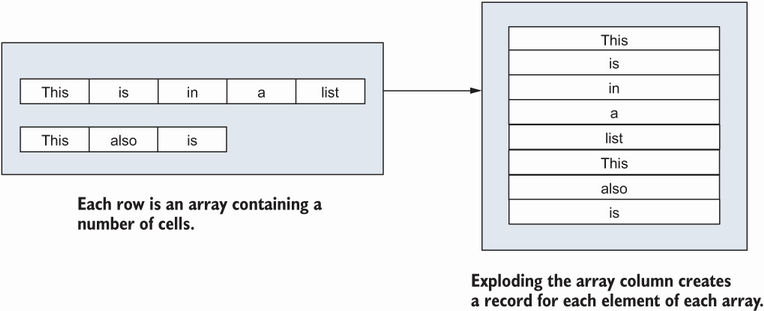 This is in a list
This also is
Each row is an array containing a
number of cells.
This
is
in
a
list
This
also
is
Exploding the array column creates
a record for each element of each array.